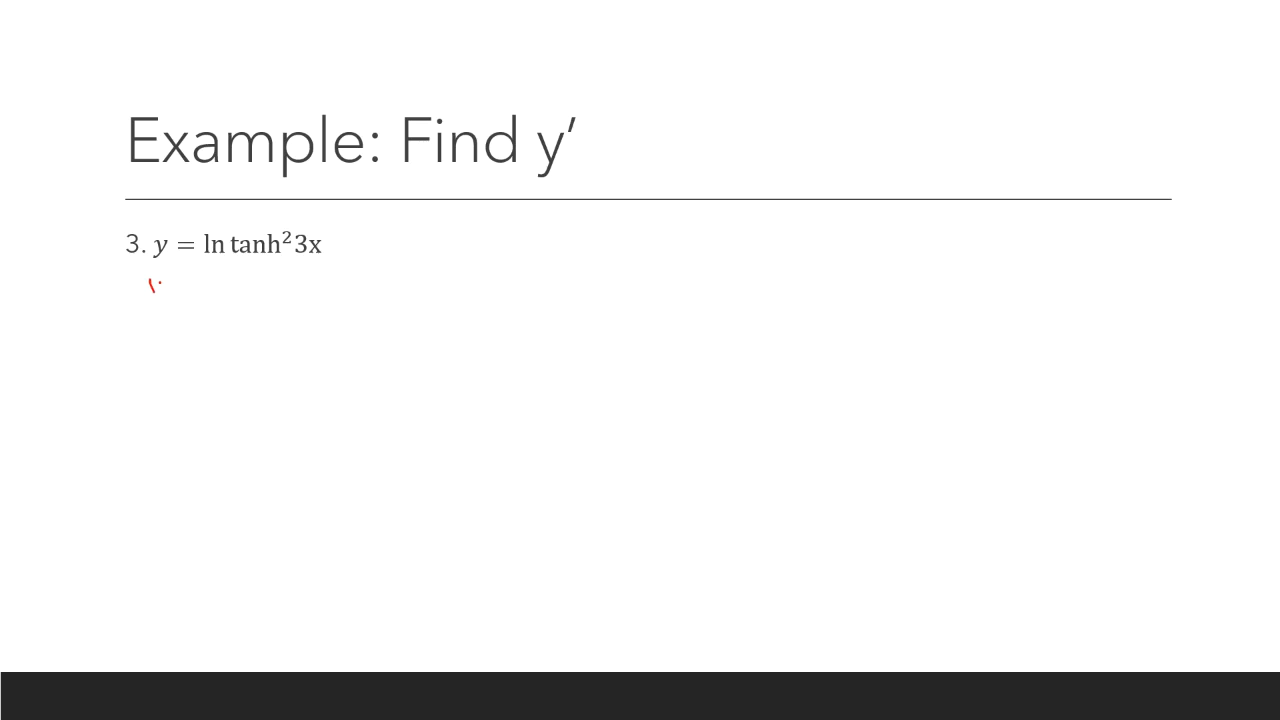 Example: Find y′
3. y = ln tanh²3x